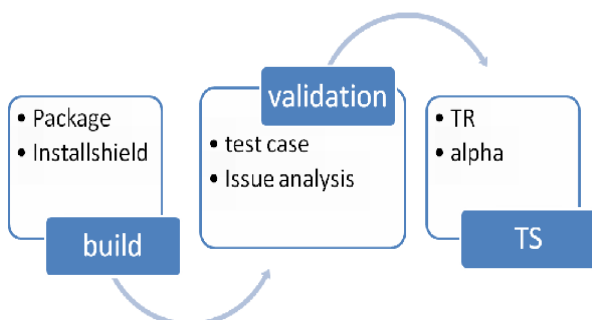 • Package
• Installshield
build
validation
• test case
• Issue analysis
• TR
• alpha
TS